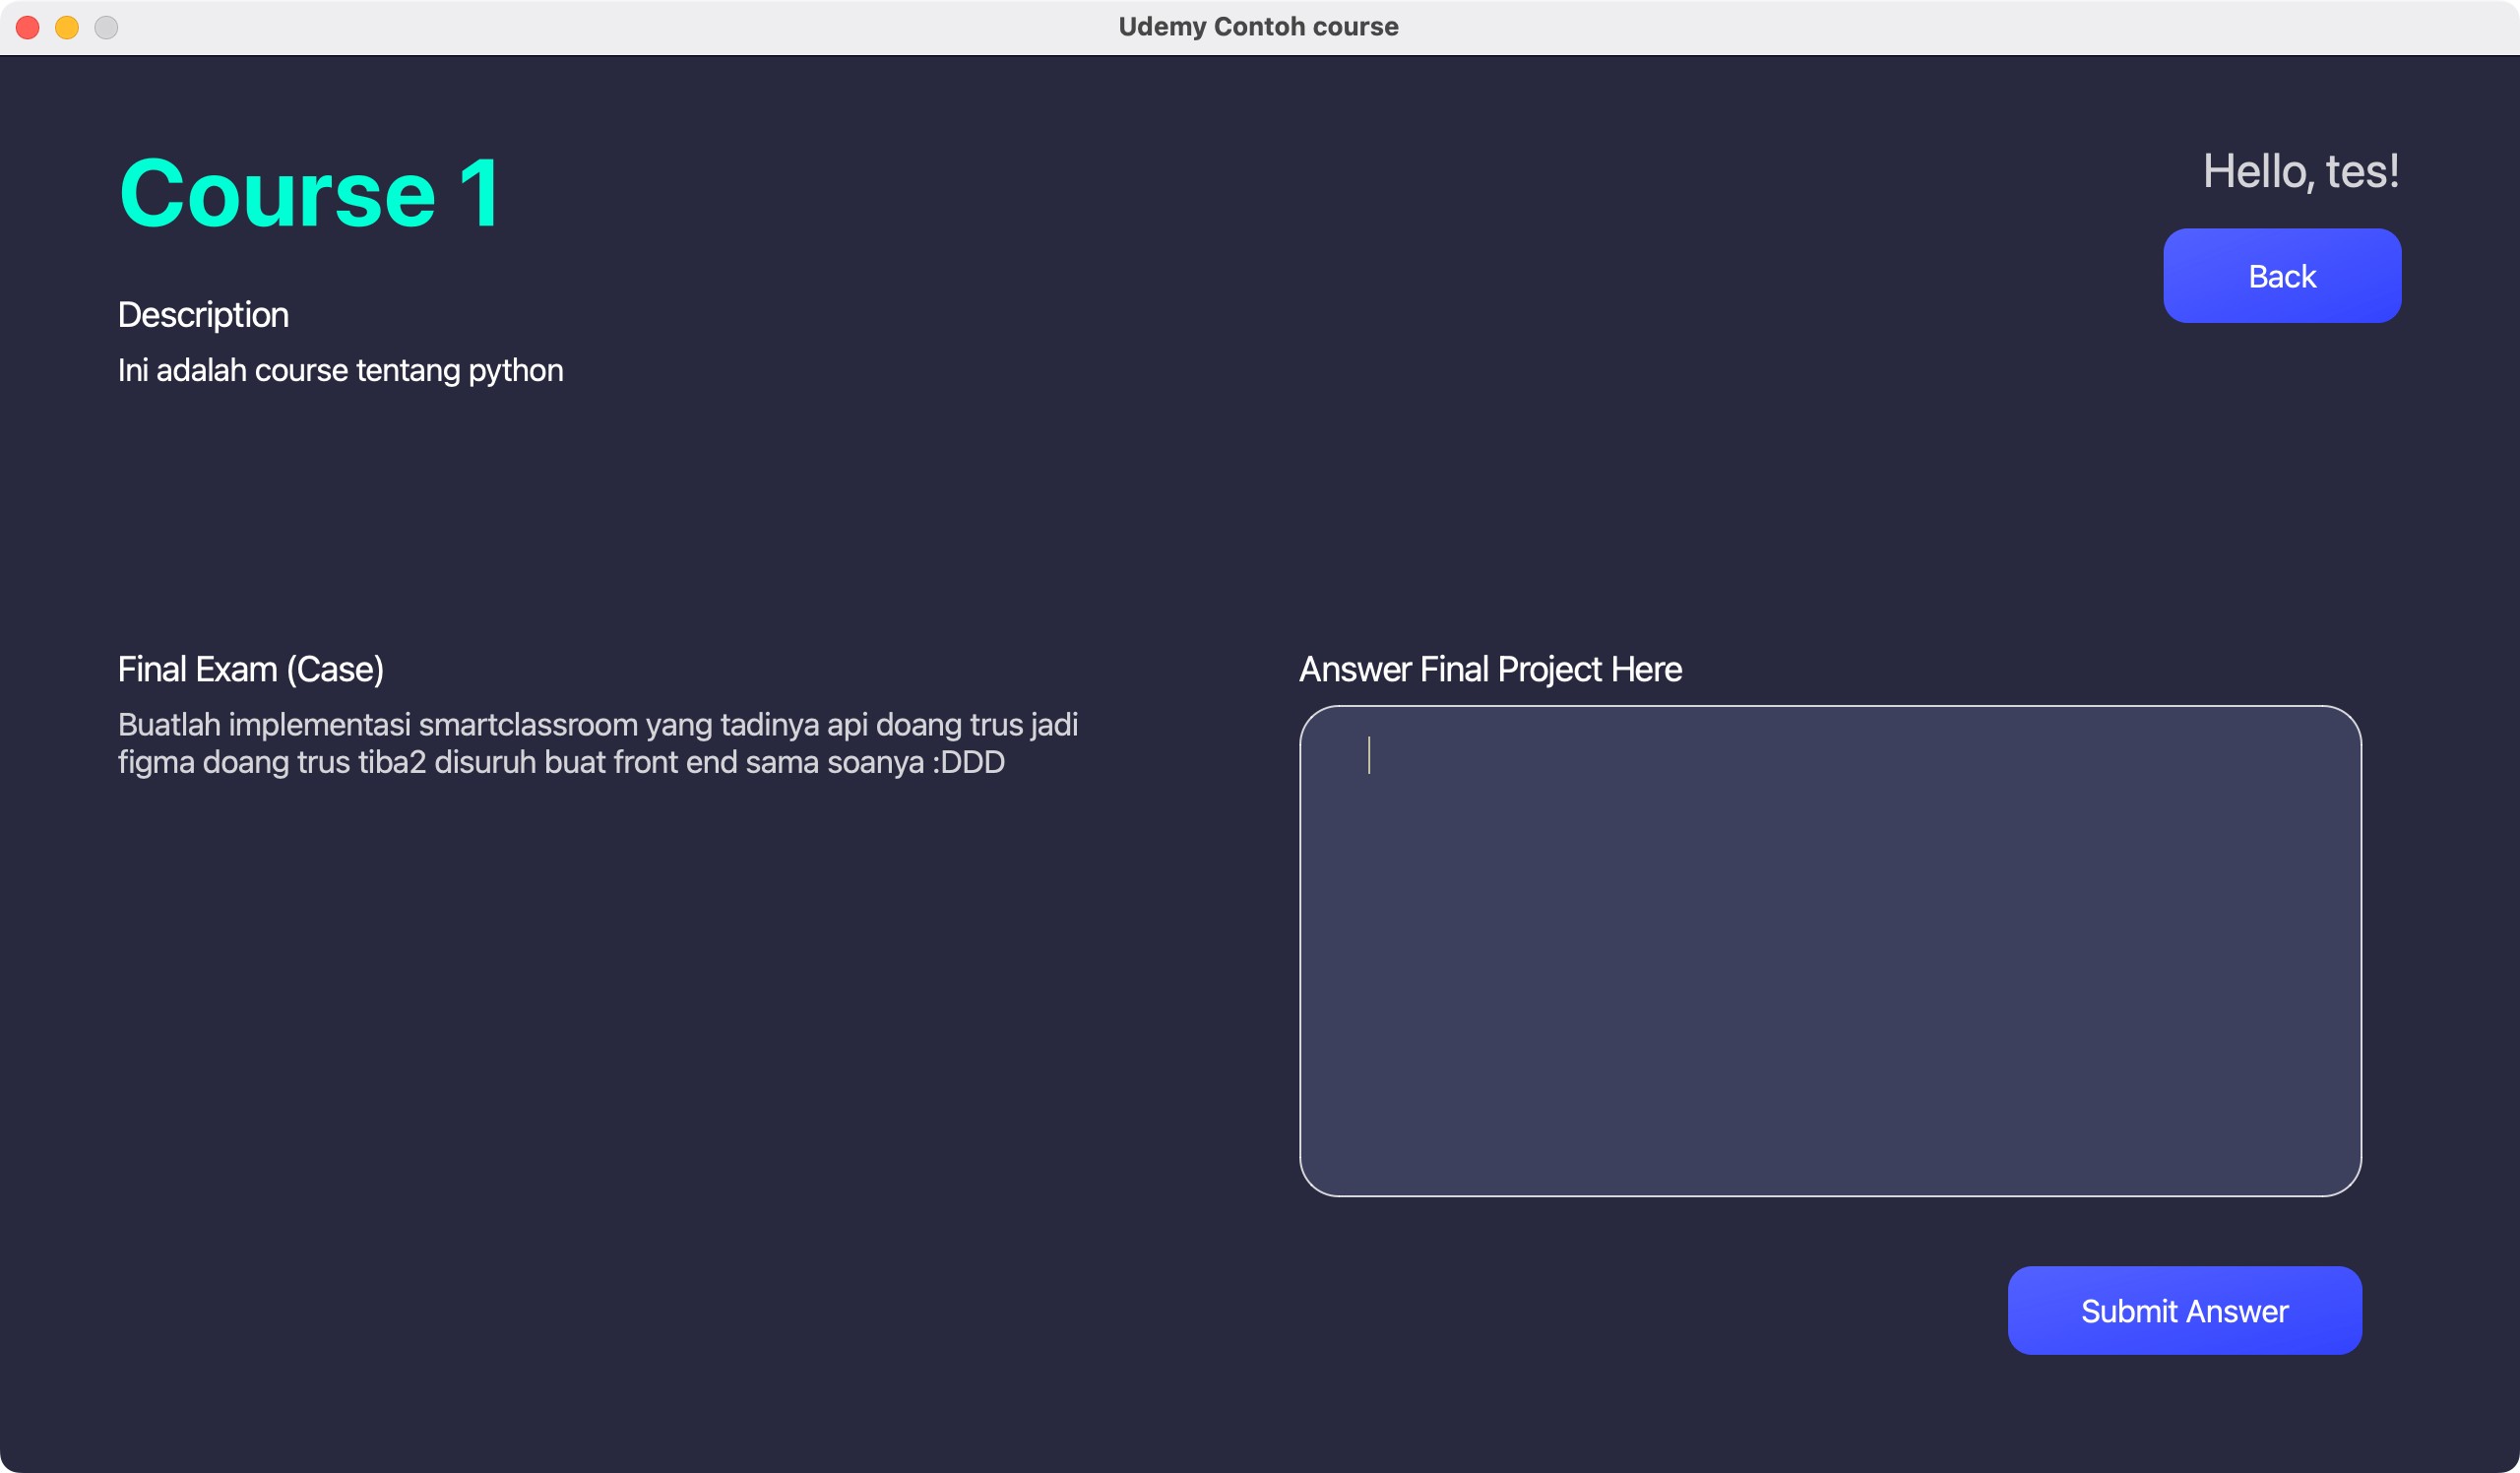 Udemy Contoh course
Course 1
Hello, tes!
Back
Description
Ini adalah course tentang python
Final Exam (Case)
Buatlah implementasi smartclassroom yang tadinya api doang trus jadi
figma doang trus tiba2 disuruh buat front end sama soanya :DDD
Answer Final Project Here
Submit Answer